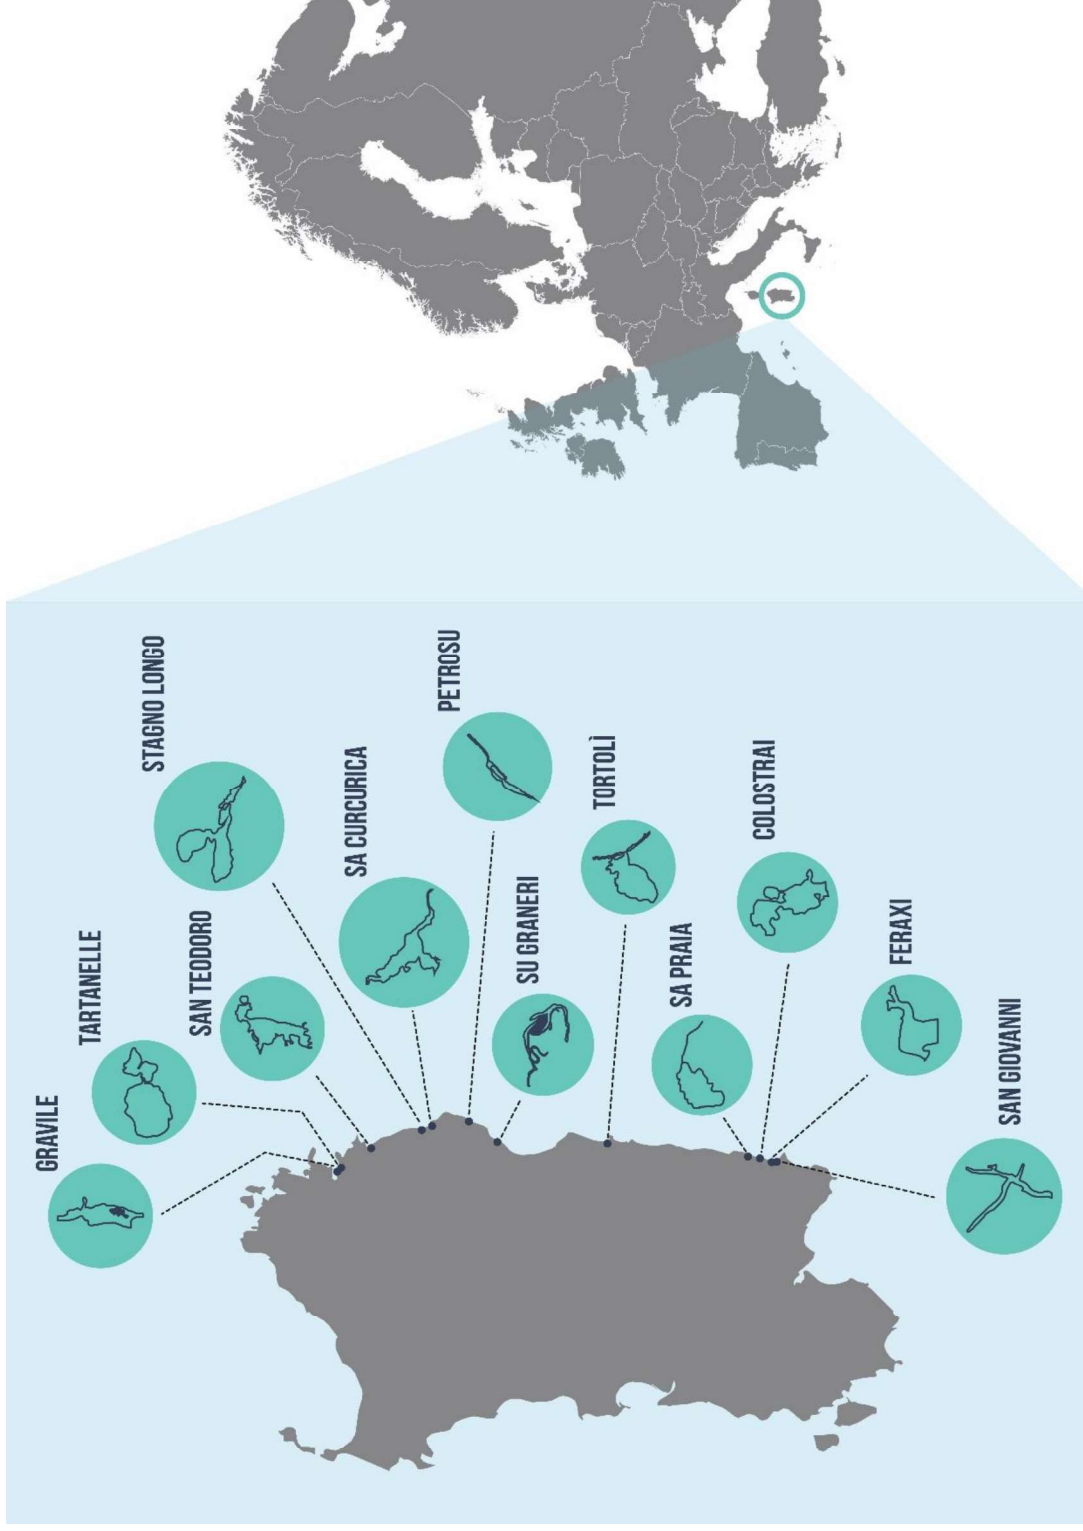 GRAVILE
TARTANELLE
STAGNO LONGO
SAN TEODORO
SA CURCURICA
PETROSU
SU GRANERI
TORTOLÌ
SA PRAIA
COLOSTRAI
FERAXI
SAN GIOVANNI